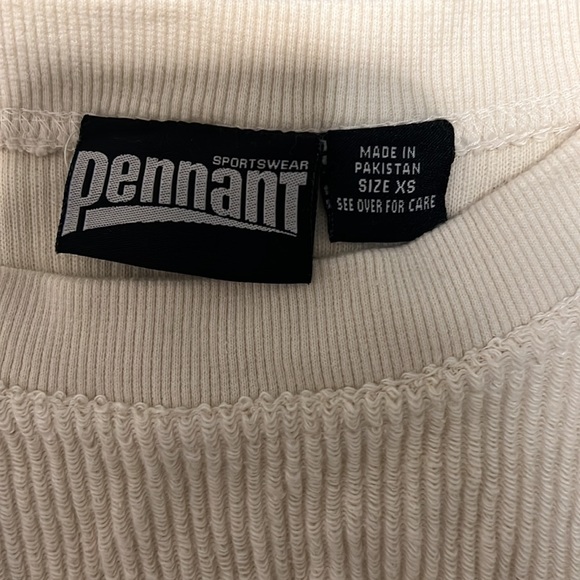 SPORTSWEAR
pennant
MADE IN
PAKISTAN
SIZE XS
SEE OVER FOR CARE